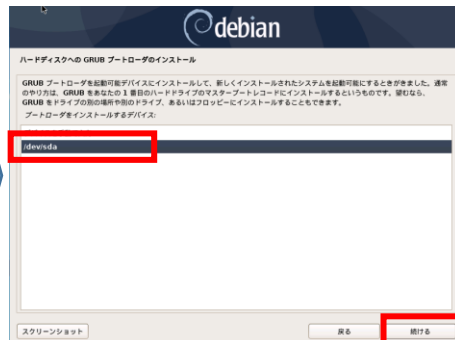 debian
ハードディスクへの GRUB ブートローダのインストール
GRUB ブートローダを起動可能デバイスにインストールして、新しくインストールされたシステムを起動可能にするときがきました。通常
のやり方は、GRUB をあなたの 1 番目のハードドライブのマスターブートレコードにインストールするというものです。望むなら、
GRUB をドライブの別の場所や別のドライブ、あるいはフロッピーにインストールすることもできます。
ブートローダをインストールするデバイス:
/dev/sda
スクリーンショット
戻る
続ける